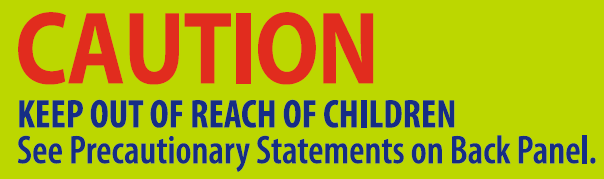 CAUTION
KEEP OUT OF REACH OF CHILDREN
See Precautionary Statements on Back Panel.